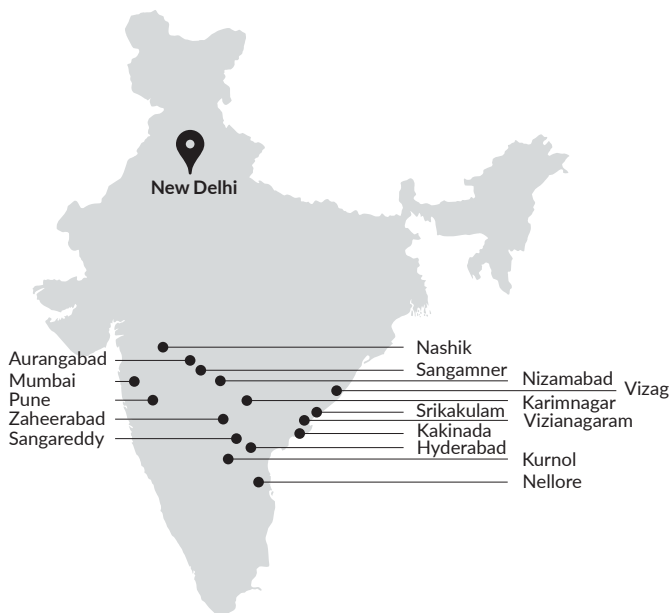 New Delhi
Nashik
Aurangabad
Sangamner
Mumbai
Nizamabad
Vizag
Pune
Karimnagar
Srikakulam
Zaheerabad
Vizianagaram
Kakinada
Sangareddy
Hyderabad
Kurnol
Nellore